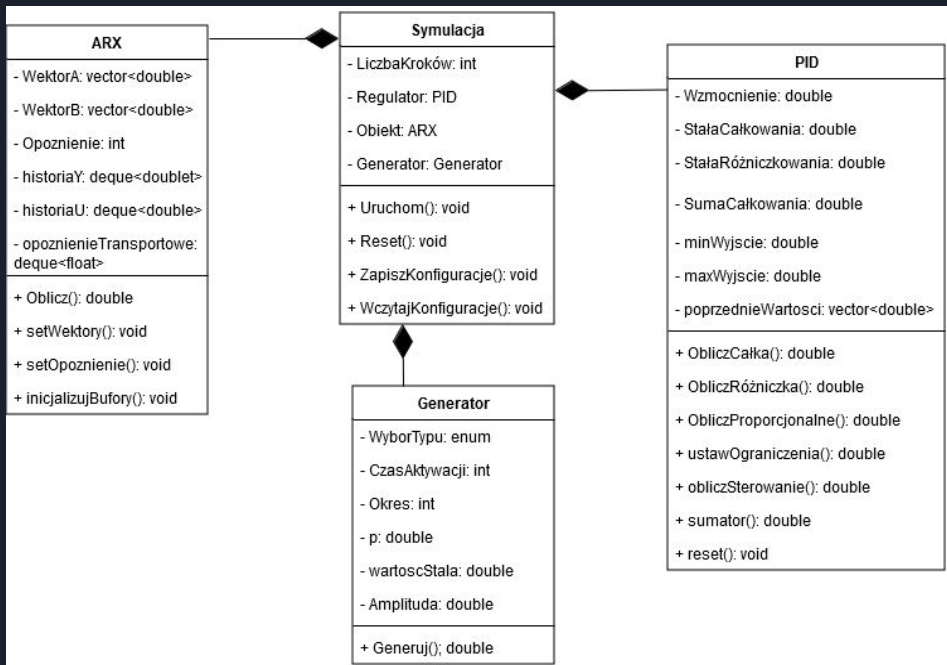 ARX
- WektorA: vector<double>
- WektorB: vector<double>
- Opoznienie: int
- historiaY: deque<doublet>
- historiaU: deque<double>
- opoznienieTransportowe:
deque<float>
+ Oblicz(): double
+ setWektory(): void
+ setOpoznienie(): void
+ inicjalizujBufory(): void
Symulacja
- LiczbaKroków: int
- Regulator: PID
- Obiekt: ARX
- Generator: Generator
+ Uruchom(): void
+ Reset(): void
+ ZapiszKonfiguracje(): void
+ WczytajKonfiguracje(): void
PID
- Wzmocnienie: double
- StałaCałkowania: double
- StałaRóżniczkowania: double
- SumaCałkowania: double
- minWyjscie: double
- maxWyjscie: double
- poprzednieWartosci: vector<double>
+ ObliczCałka(): double
+ ObliczRóżniczka(): double
+ ObliczProporcjonalne(): double
+ ustawOgraniczenia(): double
+ obliczSterowanie(): double
+ sumator(): double
+ reset(): void
Generator
- WyborTypu: enum
- CzasAktywacji: int
- Okres: int
- p: double
- wartoscStala: double
- Amplituda: double
+ Generuj(); double